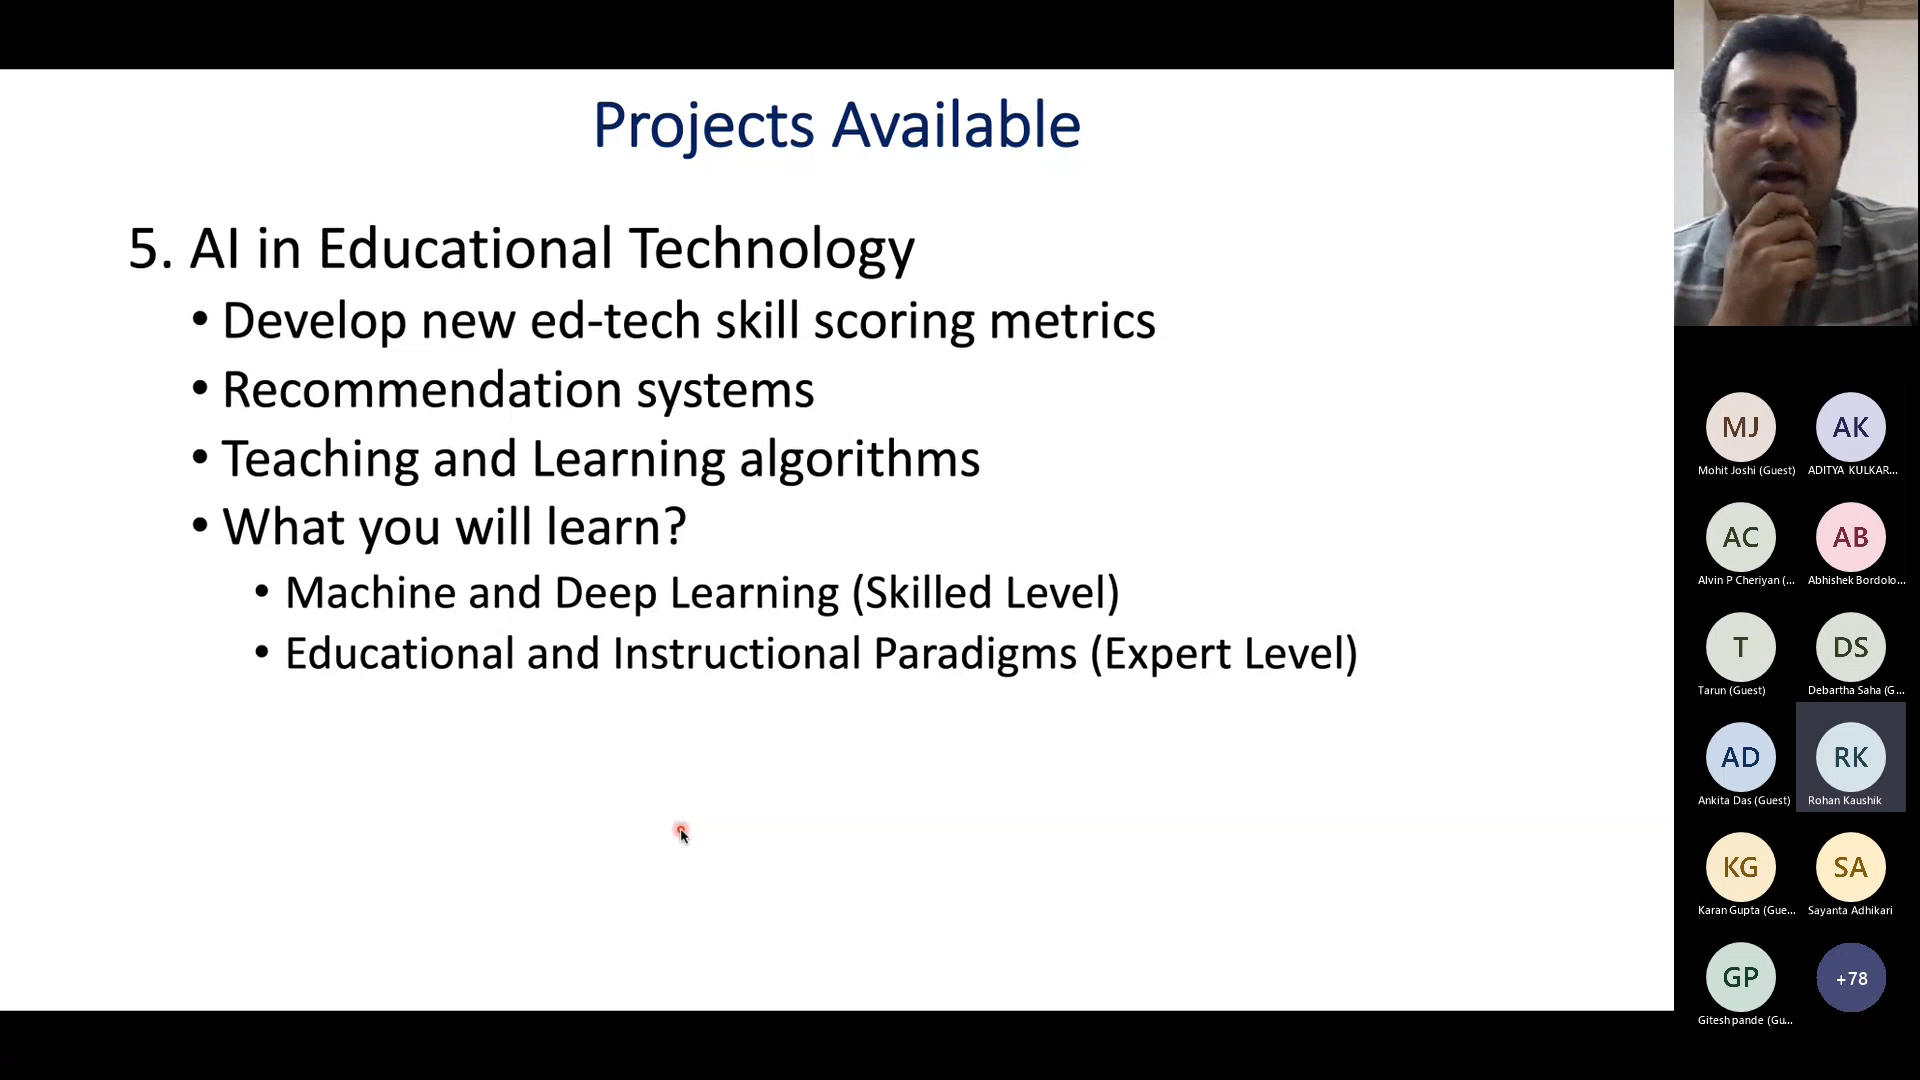 Projects Available
5. AI in Educational Technology
• Develop new ed-tech skill scoring metrics
• Recommendation systems
• Teaching and Learning algorithms
• What you will learn?
• Machine and Deep Learning (Skilled Level)
• Educational and Instructional Paradigms (Expert Level)
MJ
AK
Mohit Joshi (Guest)
ADITYA KULKAR...
AC
AB
Alvin P Cheriyan (...
Abhishek Bordolo...
T
DS
Tarun (Guest)
Debartha Saha (G...
AD
RK
Ankita Das (Guest)
Rohan Kaushik
KG
SA
Karan Gupta (Gue...
Sayanta Adhikari
GP
+78
Gitesh pande (Gu...